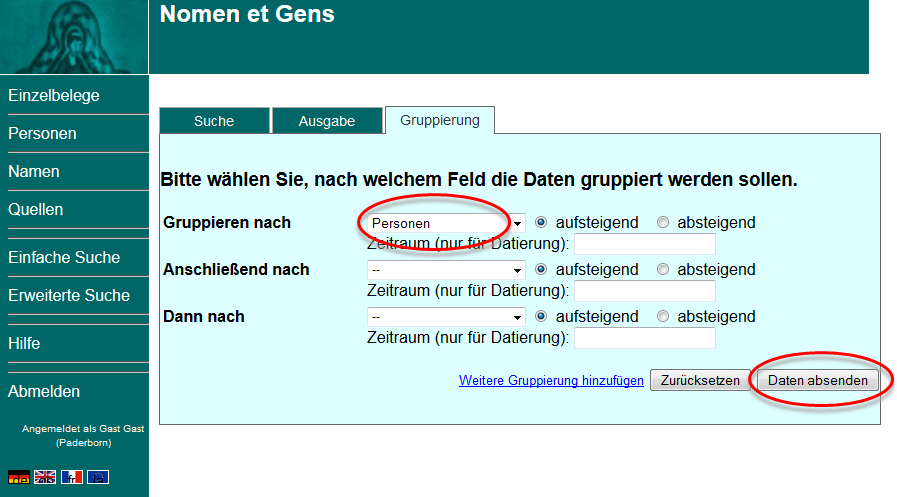 Nomen et Gens
Einzelbelege
Personen
Namen
Quellen
Einfache Suche
Erweiterte Suche
Hilfe
Abmelden
Angemeldet als Gast Gast
(Paderborn)
de
fr
Suche Ausgabe Gruppierung
Bitte wählen Sie, nach welchem Feld die Daten gruppiert werden sollen.
Gruppieren nach Personen aufsteigend absteigend
Zeitraum (nur für Datierung):
Anschließend nach -- aufsteigend absteigend
Zeitraum (nur für Datierung):
Dann nach -- aufsteigend absteigend
Zeitraum (nur für Datierung):
Weitere Gruppierung hinzufügen Zurücksetzen Daten absenden